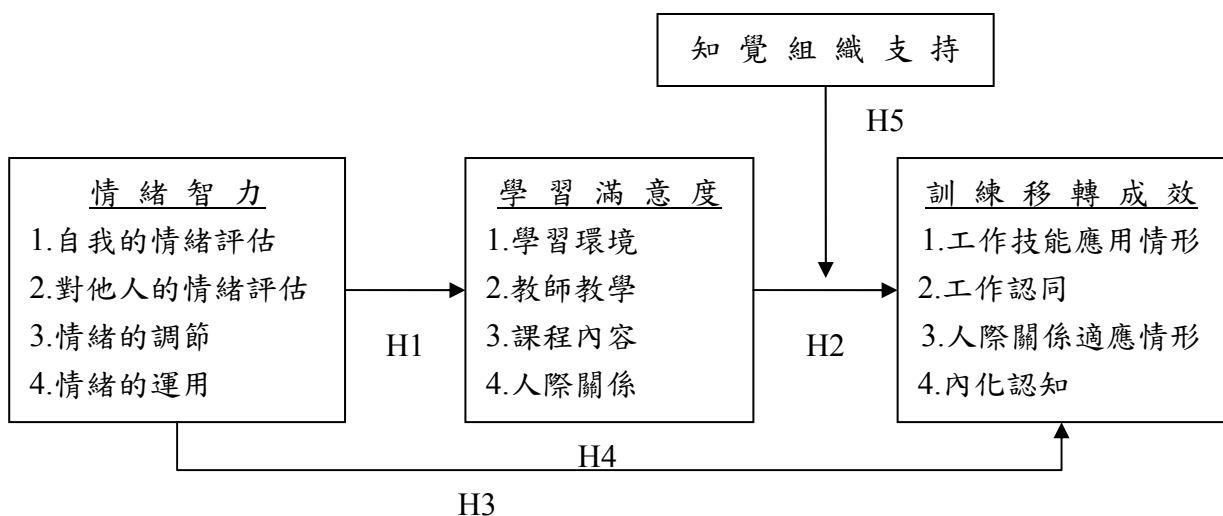 知覺組織支持
H5
情緒智力
1.自我的情緒評估
2.對他人的情緒評估
3.情緒的調節
4.情緒的運用
H1
學習滿意度
1.學習環境
2.教師教學
3.課程內容
4.人際關係
H2
訓練移轉成效
1.工作技能應用情形
2.工作認同
3.人際關係適應情形
4.內化認知
H4
H3